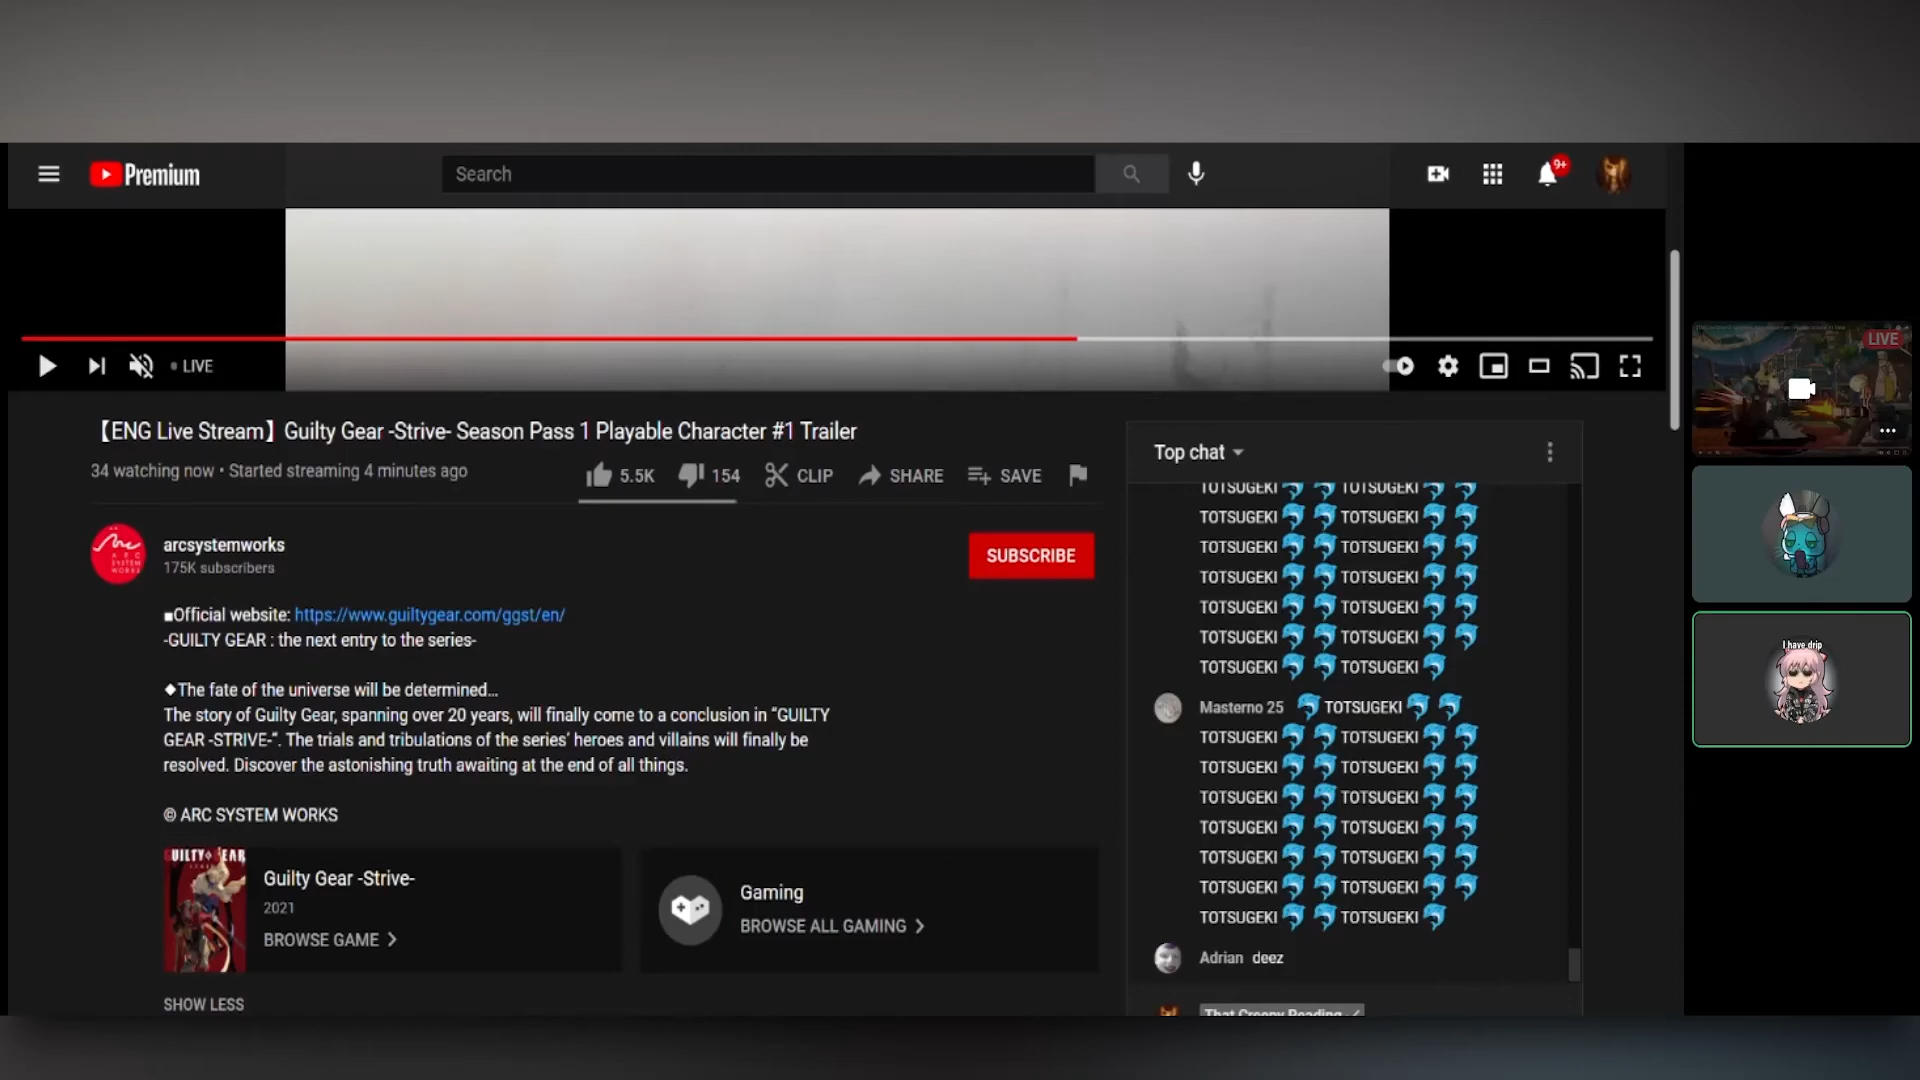 Premium
Search
9+
LIVE
LIVE
【ENG Live Stream】Guilty Gear -Strive- Season Pass 1 Playable Character #1 Trailer
34 watching now • Started streaming 4 minutes ago
5.5K
154
CLIP
SHARE
SAVE
arcsystemworks
175K subscribers
SUBSCRIBE
■Official website: https://www.guiltygear.com/ggst/en/
-GUILTY GEAR : the next entry to the series-
◆The fate of the universe will be determined...
The story of Guilty Gear, spanning over 20 years, will finally come to a conclusion in “GUILTY
GEAR -STRIVE-“. The trials and tribulations of the series' heroes and villains will finally be
resolved. Discover the astonishing truth awaiting at the end of all things.
© ARC SYSTEM WORKS
GUILTY GEAR
Guilty Gear -Strive-
2021
BROWSE GAME
Gaming
BROWSE ALL GAMING
SHOW LESS
Top chat
TOTSUGEKI🐬 🐬 TOTSUGEKI🐬 🐬
TOTSUGEKI🐬 🐬 TOTSUGEKI🐬 🐬
TOTSUGEKI🐬 🐬 TOTSUGEKI🐬 🐬
TOTSUGEKI🐬 🐬 TOTSUGEKI🐬 🐬
TOTSUGEKI🐬 🐬 TOTSUGEKI🐬 🐬
TOTSUGEKI🐬 🐬 TOTSUGEKI🐬 🐬
TOTSUGEKI🐬 🐬 TOTSUGEKI🐬
Masterno 25 🐬 TOTSUGEKI🐬 🐬
TOTSUGEKI🐬 🐬 TOTSUGEKI🐬 🐬
TOTSUGEKI🐬 🐬 TOTSUGEKI🐬 🐬
TOTSUGEKI🐬 🐬 TOTSUGEKI🐬 🐬
TOTSUGEKI🐬 🐬 TOTSUGEKI🐬 🐬
TOTSUGEKI🐬 🐬 TOTSUGEKI🐬 🐬
TOTSUGEKI🐬 🐬 TOTSUGEKI🐬 🐬
TOTSUGEKI🐬 🐬 TOTSUGEKI🐬
Adrian deez
That Creepy Reading
I have drip